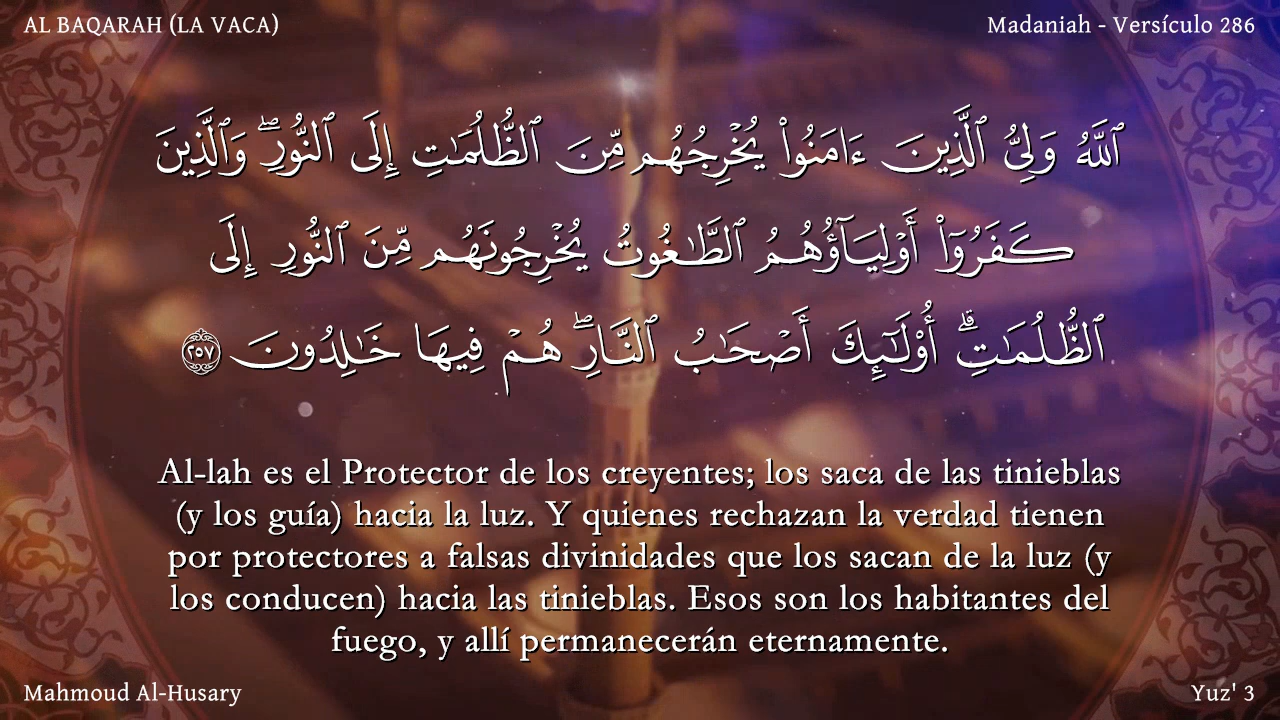 AL BAQARAH (LA VACA)
Madaniah - Versículo 286
ٱللَّهُ وَلِىُّ ٱلَّذِينَ ءَامَنُوا۟ يُخْرِجُهُم مِّنَ ٱلظُّلُمَـٰتِ إِلَى ٱلنُّورِ ۖ وَٱلَّذِينَ
كَفَرُوٓا۟ أَوْلِيَآؤُهُمُ ٱلطَّـٰغُوتُ يُخْرِجُونَهُم مِّنَ ٱلنُّورِ إِلَى
ٱلظُّلُمَـٰتِ ۗ أُو۟لَـٰٓئِكَ أَصْحَـٰبُ ٱلنَّارِ ۖ هُمْ فِيهَا خَـٰلِدُونَ ٢٥٧
Al-lah es el Protector de los creyentes; los saca de las tinieblas
(y los guía) hacia la luz. Y quienes rechazan la verdad tienen
por protectores a falsas divinidades que los sacan de la luz (y
los conducen) hacia las tinieblas. Esos son los habitantes del
fuego, y allí permanecerán eternamente.
Mahmoud Al-Husary
Yuz' 3